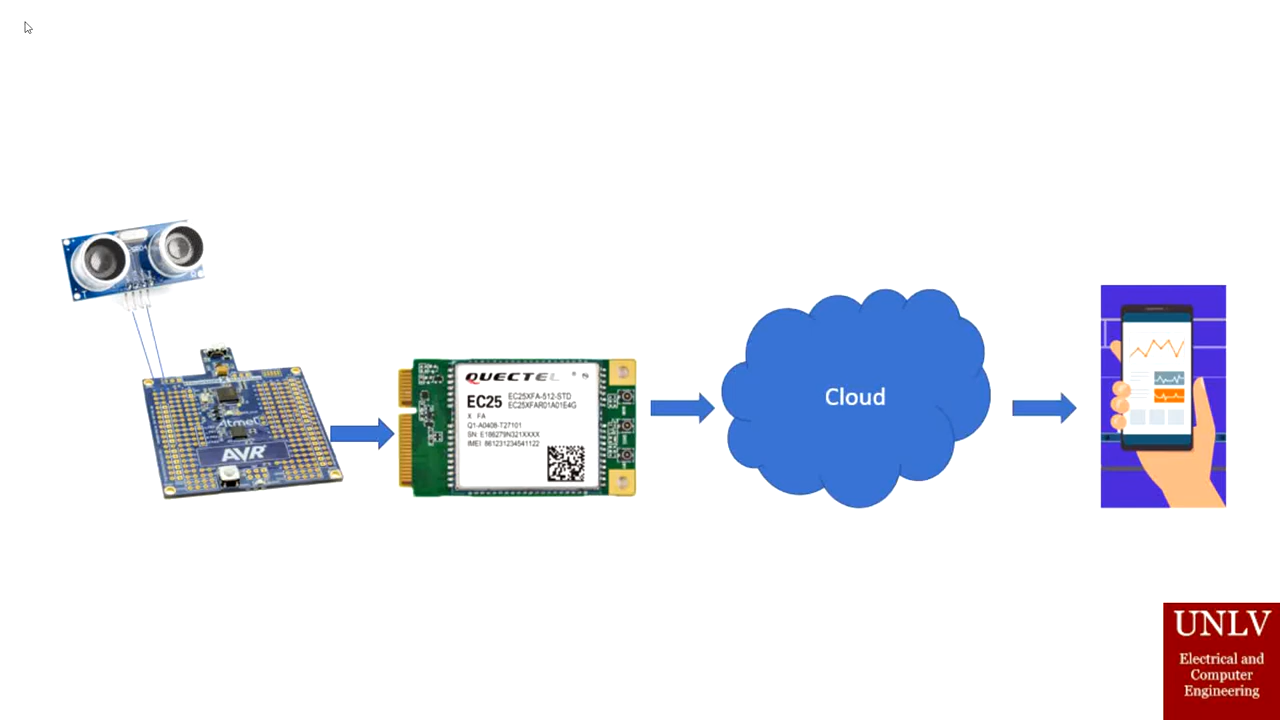 Atmel
AVR
QUECTEL
EC25
EC25XFA-512-STD
EC25XFAR01A01E4G
X FA
Q1-A0408-T27101
SN E186279N321XXXX
IMEI 861231234541122
Cloud
UNLV
Electrical and
Computer
Engineering